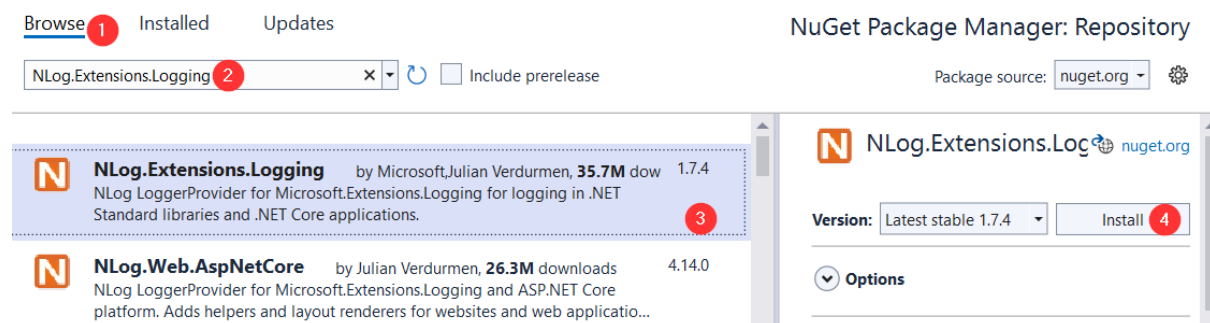 Browse 1 Installed Updates
NuGet Package Manager: Repository
NLog.Extensions.Logging 2 Include prerelease
Package source: nuget.org
NLog.Extensions.Logging by Microsoft,Julian Verdurmen, 35.7M dow 1.7.4
NLog LoggerProvider for Microsoft.Extensions.Logging for logging in .NET
Standard libraries and .NET Core applications.
3
NLog.Web.AspNetCore by Julian Verdurmen, 26.3M downloads 4.14.0
NLog LoggerProvider for Microsoft.Extensions.Logging and ASP.NET Core
platform. Adds helpers and layout renderers for websites and web applicatio...
N NLog.Extensions.Log nuget.org
Version: Latest stable 1.7.4 Install 4
Options